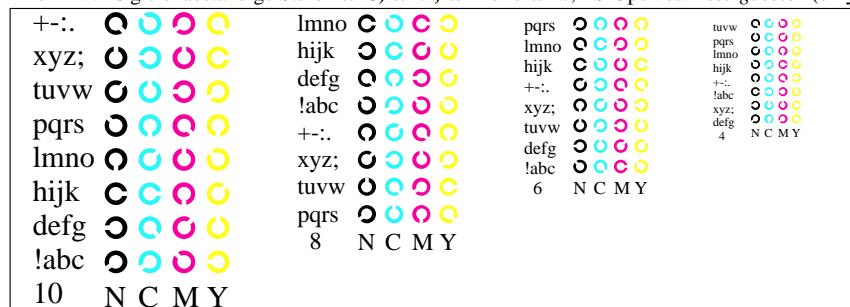 +-:.
xyz;
tuvw
pqrs
lmno
hijk
defg
!abc
10 N C M Y
lmno
hijk
defg
!abc
+-:.
xyz;
tuvw
pqrs
8 N C M Y
pqrs
lmno
hijk
+-:.
xyz;
tuvw
defg
!abc
6 N C M Y
tuvw
pqrs
lmno
hijk
+-:.
!abc
xyz;
defg
4 N C M Y